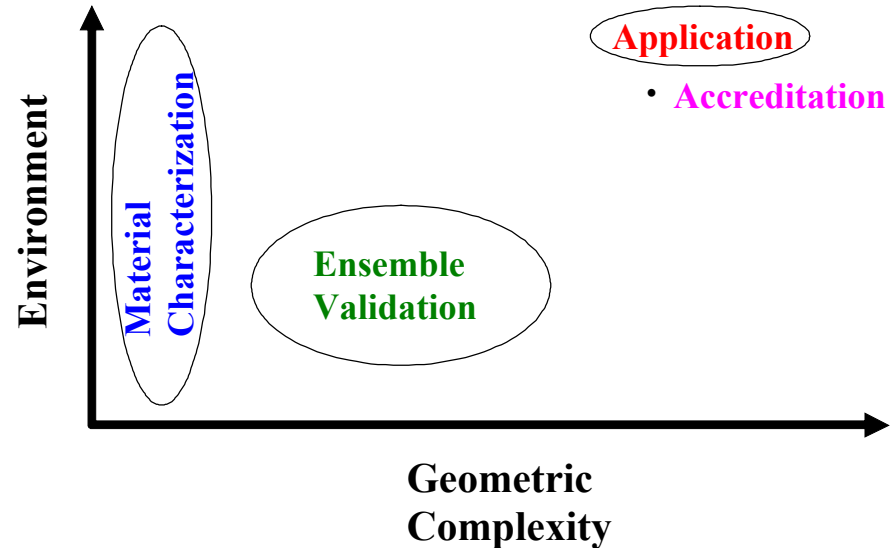 Environment
Material
Characterization
Ensemble
Validation
Application
• Accreditation
Geometric
Complexity